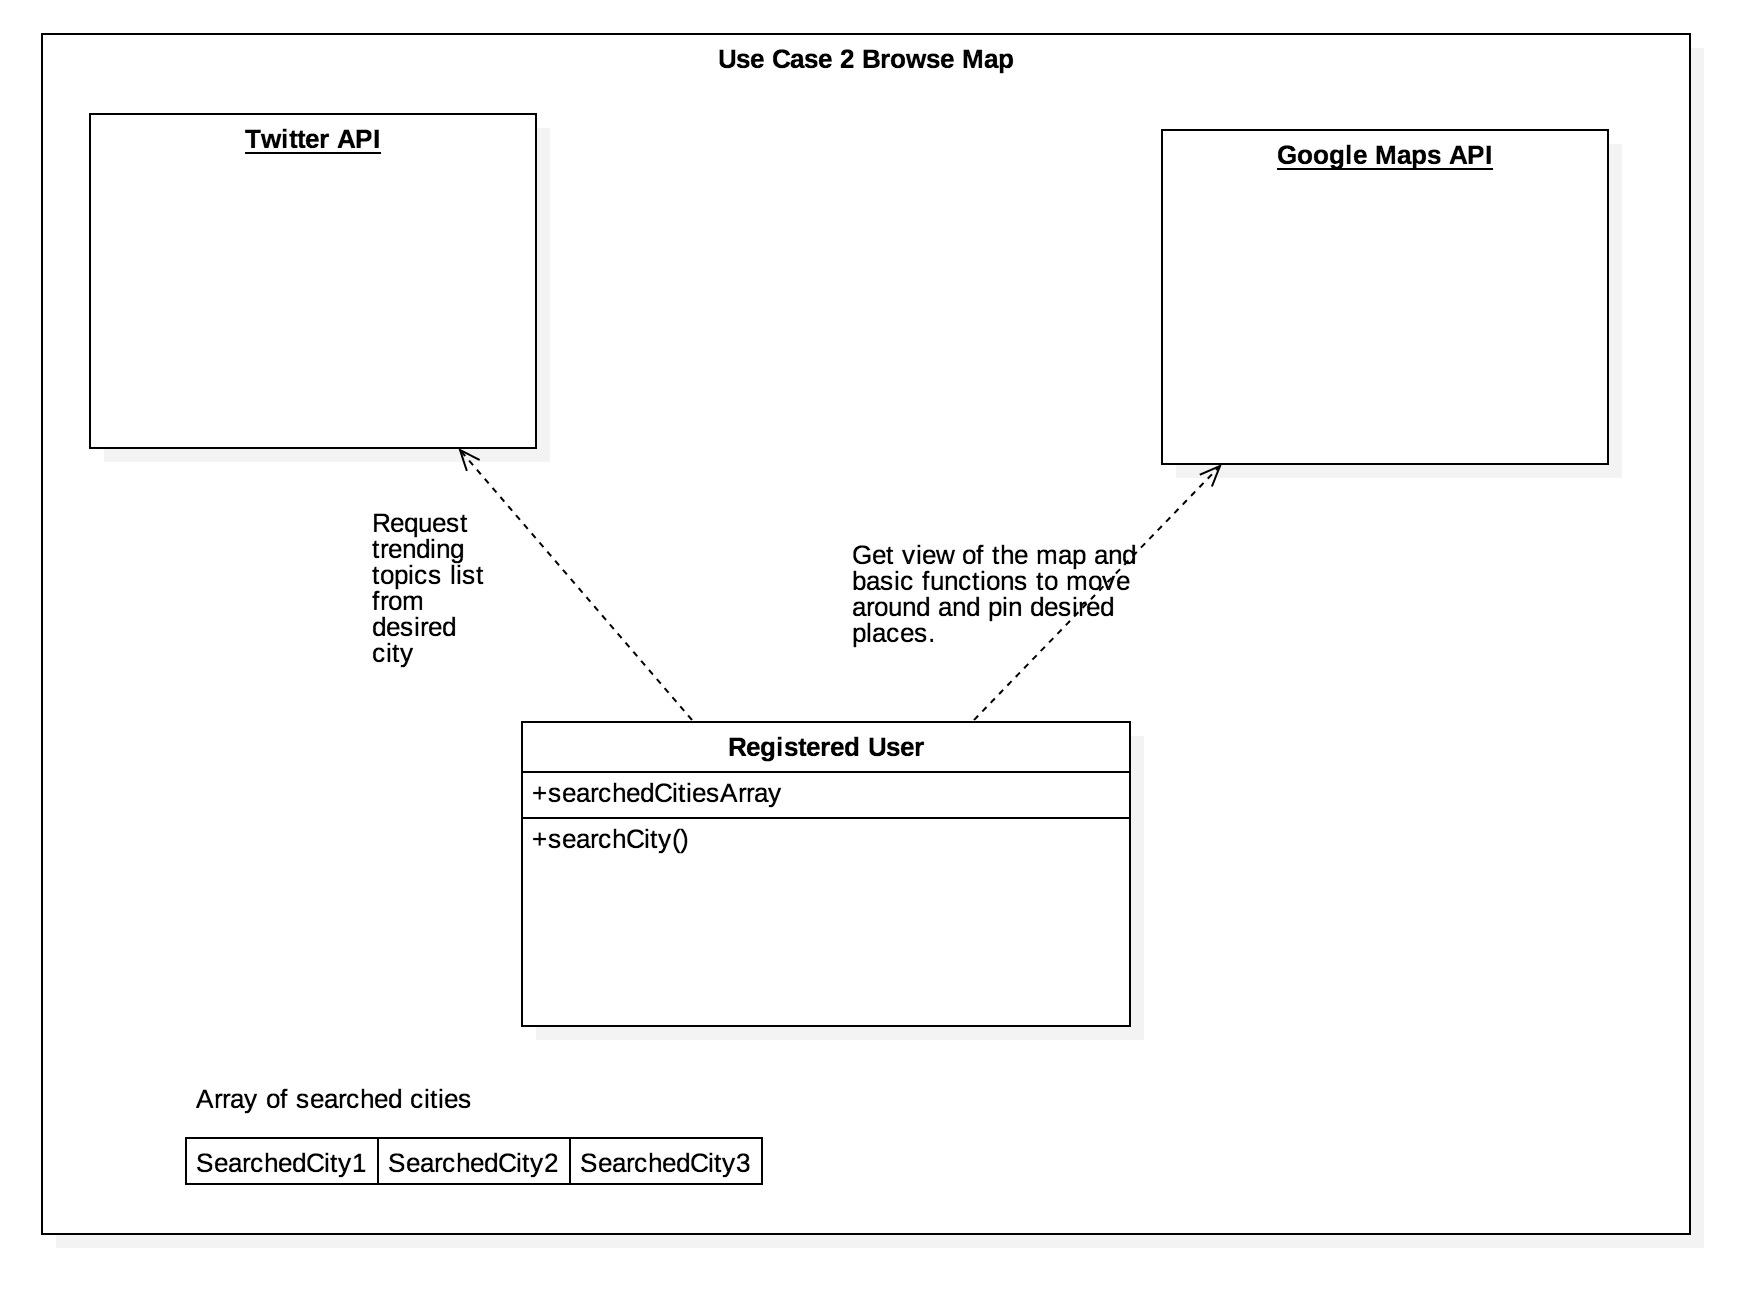 Use Case 2 Browse Map
Twitter API
Google Maps API
Request
trending
topics list
from
desired
city
Get view of the map and
basic functions to move
around and pin desired
places.
Registered User
+searchedCitiesArray
+searchCity()
Array of searched cities
SearchedCity1 SearchedCity2 SearchedCity3